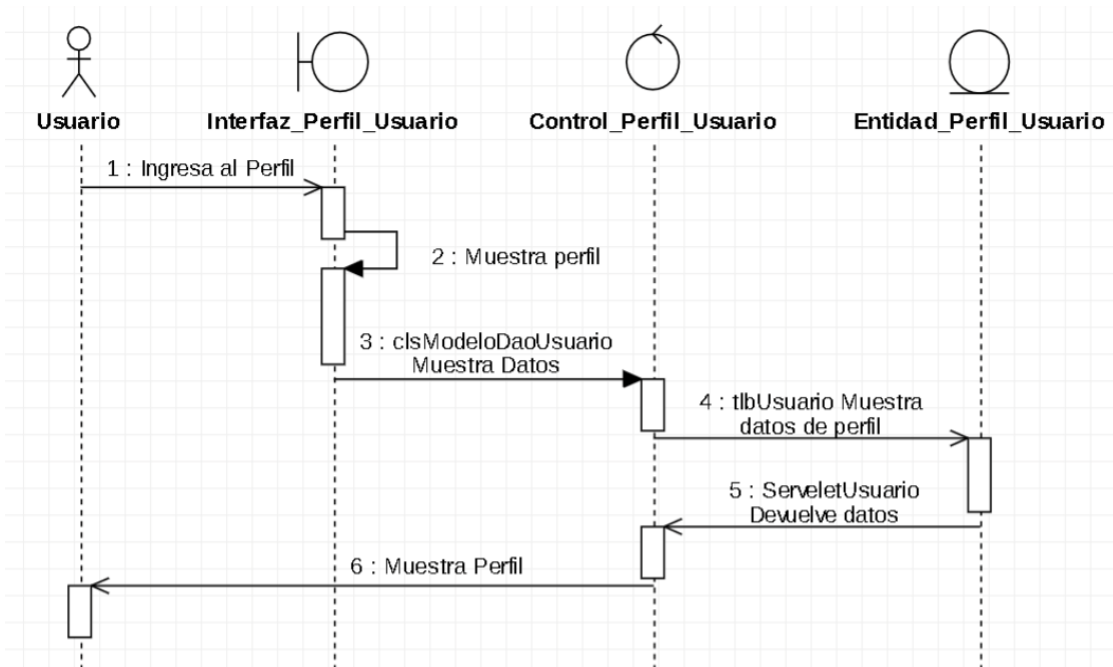 Usuario
Interfaz_Perfil_Usuario
Control_Perfil_Usuario
Entidad_Perfil_Usuario
1 : Ingresa al Perfil
2 : Muestra perfil
3 : clsModeloDaoUsuario
Muestra Datos
4 : tlbUsuario Muestra
datos de perfil
5 : ServeletUsuario
Devuelve datos
6 : Muestra Perfil